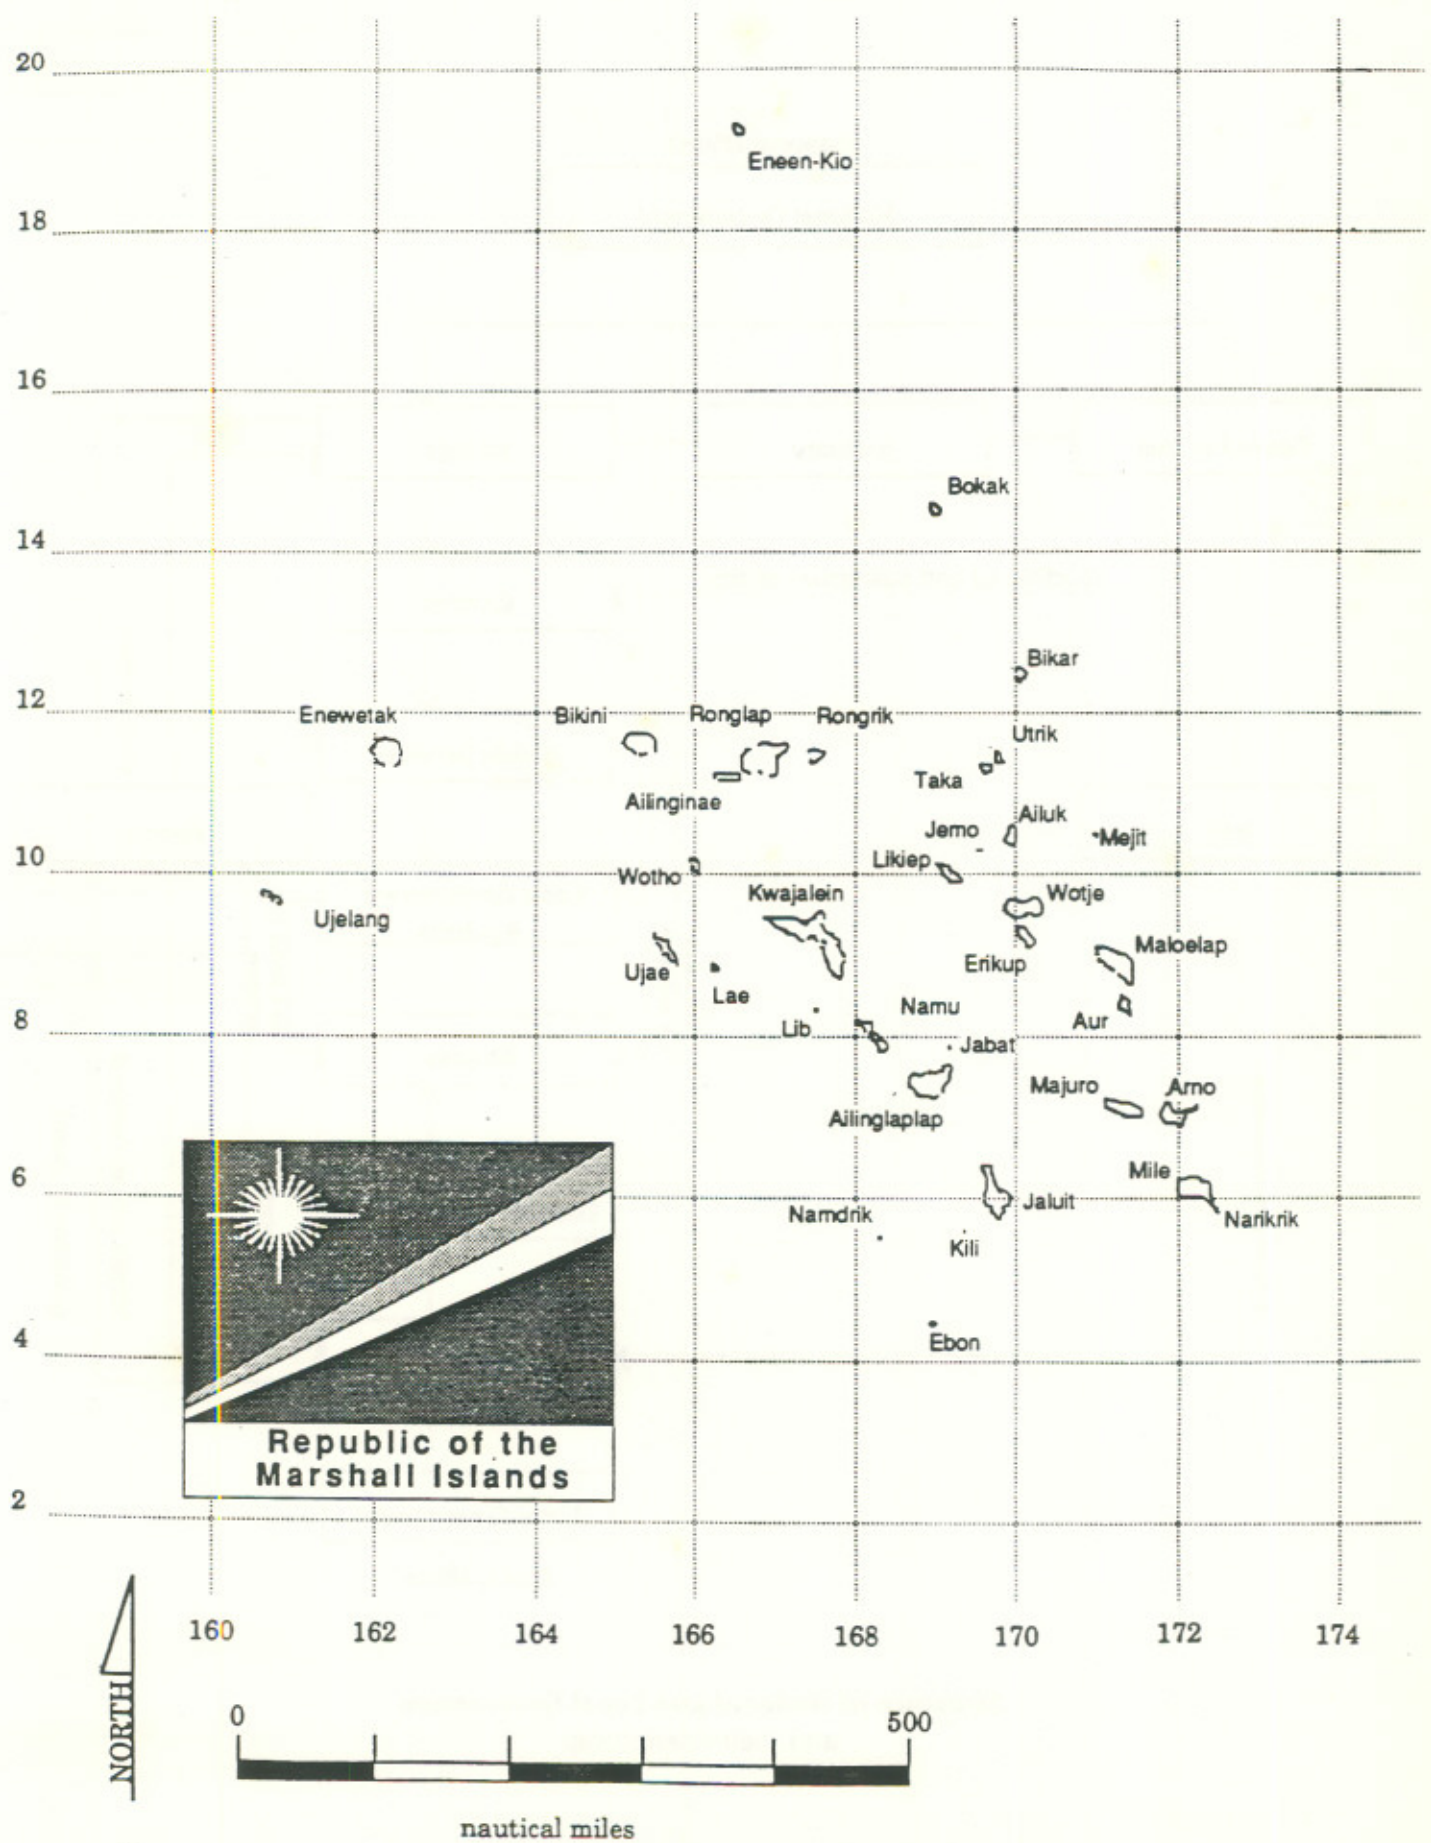 20
Eneen-Kio
18
16
Bokak
14
Bikar
12
Enewetak
Bikini
Ronglap
Rongrik
Utrik
Taka
Ailinginae
Ailuk
Jemo
Mejit
Likiep
10
Wotho
Kwajalein
Wotje
Ujelang
Maloelap
Erikup
Ujae
Lae
Namu
8
Lib
Aur
Jabat
Majuro
Arno
Ailinglaplap
6
Mile
Jaluit
Namdrik
Narikrik
Kili
4
Ebon
Republic of the
Marshall Islands
2
160 162 164 166 168 170 172 174
NORTH
0 500
nautical miles